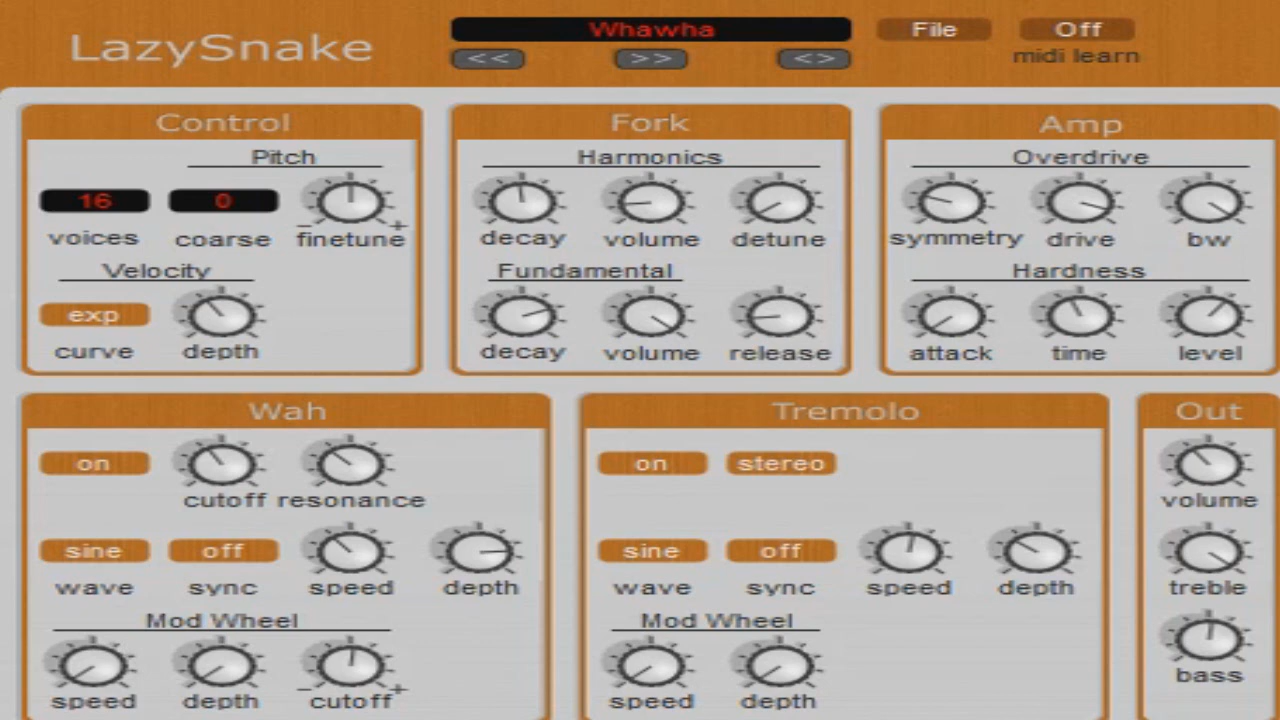 LazySnake
Whawha
File
Off
<< >> <>
midi learn
Control
Pitch
16 0
voices coarse - finetune +
Velocity
exp
curve depth
Fork
Harmonics
decay volume detune
Fundamental
decay volume release
Amp
Overdrive
symmetry drive bw
Hardness
attack time level
Wah
on
cutoff resonance
sine off
wave sync speed depth
Mod Wheel
speed depth - cutoff +
Tremolo
on stereo
sine off
wave sync speed depth
Mod Wheel
speed depth
Out
volume
treble
bass